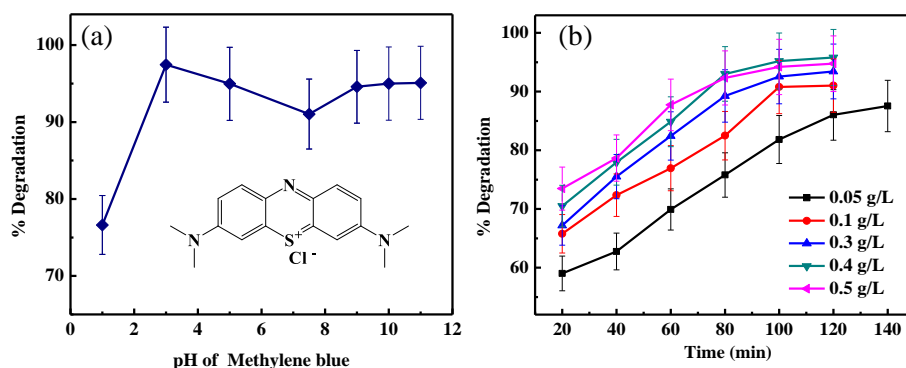 (a)
% Degradation
100
90
80
70
0 2 4 6 8 10 12
pH of Methylene blue
N
N
S+
N
Cl -
(b)
% Degradation
100
90
80
70
60
20 40 60 80 100 120 140
Time (min)
0.05 g/L
0.1 g/L
0.3 g/L
0.4 g/L
0.5 g/L